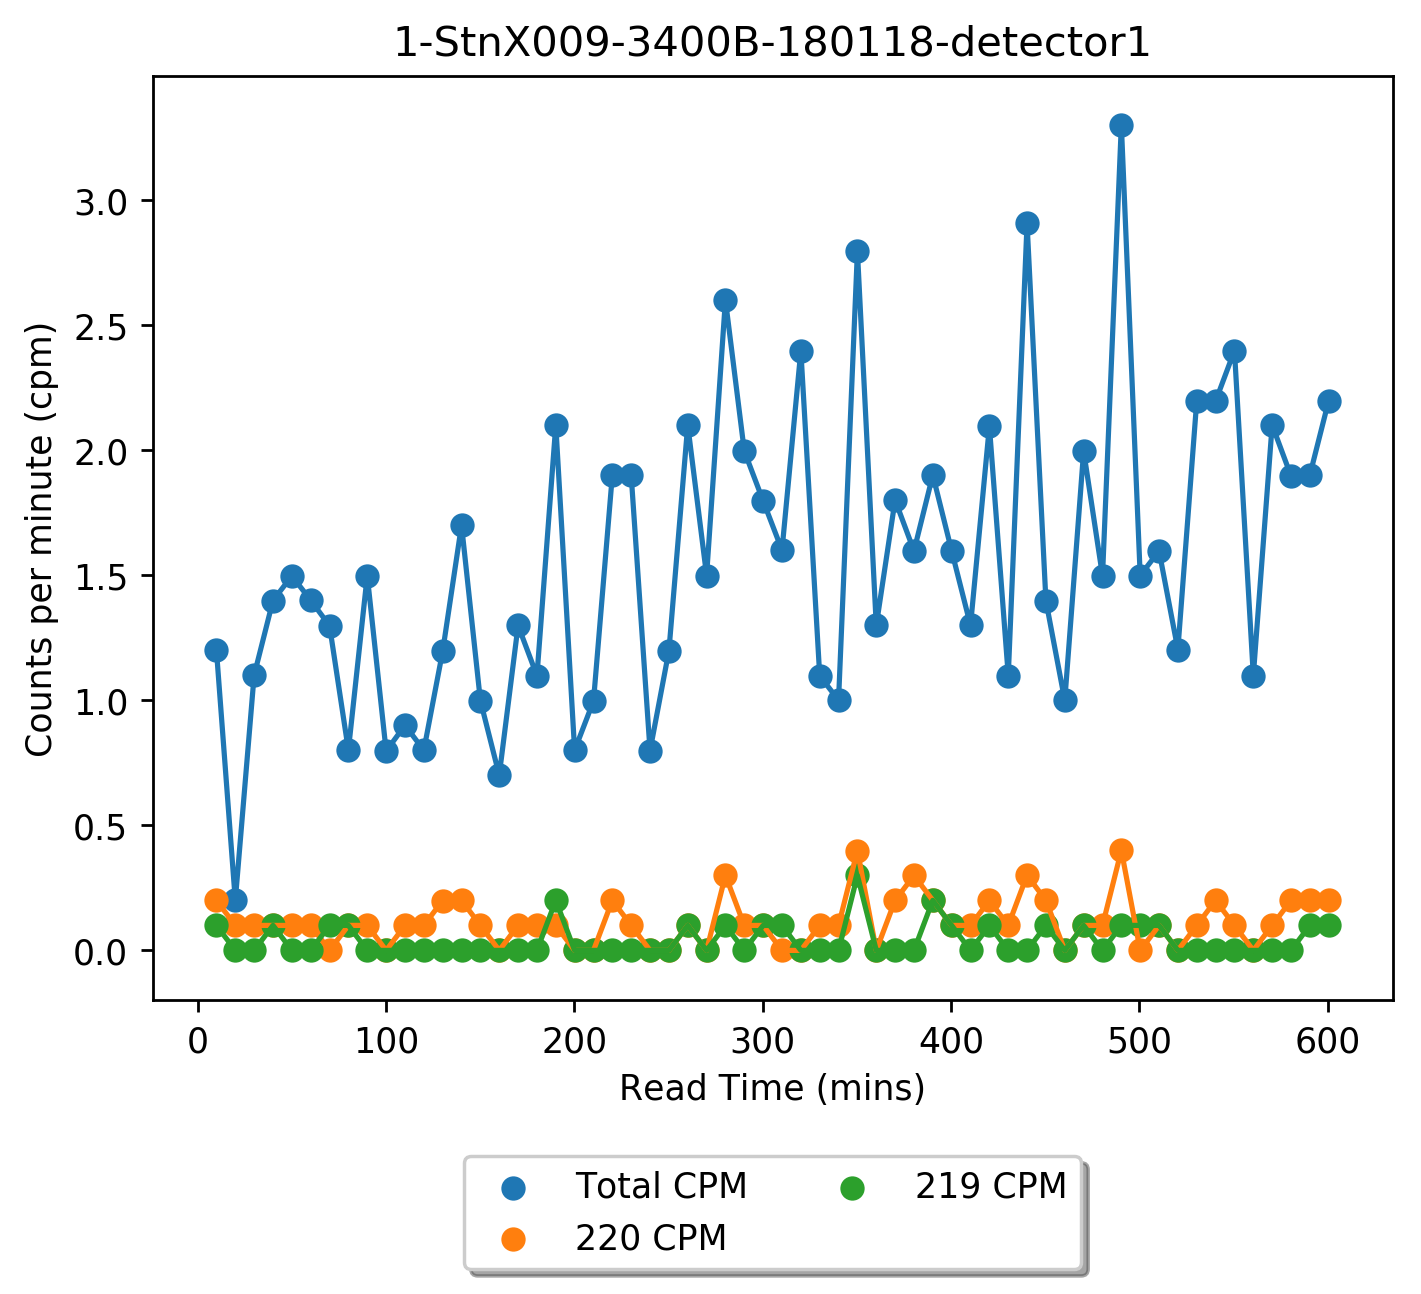 1-StnX009-3400B-180118-detector1
Counts per minute (cpm)
3.0
2.5
2.0
1.5
1.0
0.5
0.0
0 100 200 300 400 500 600
Read Time (mins)
Total CPM 219 CPM
220 CPM